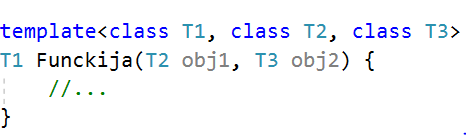 template<class T1, class T2, class T3>
T1 Funckija(T2 obj1, T3 obj2) {
//...
}